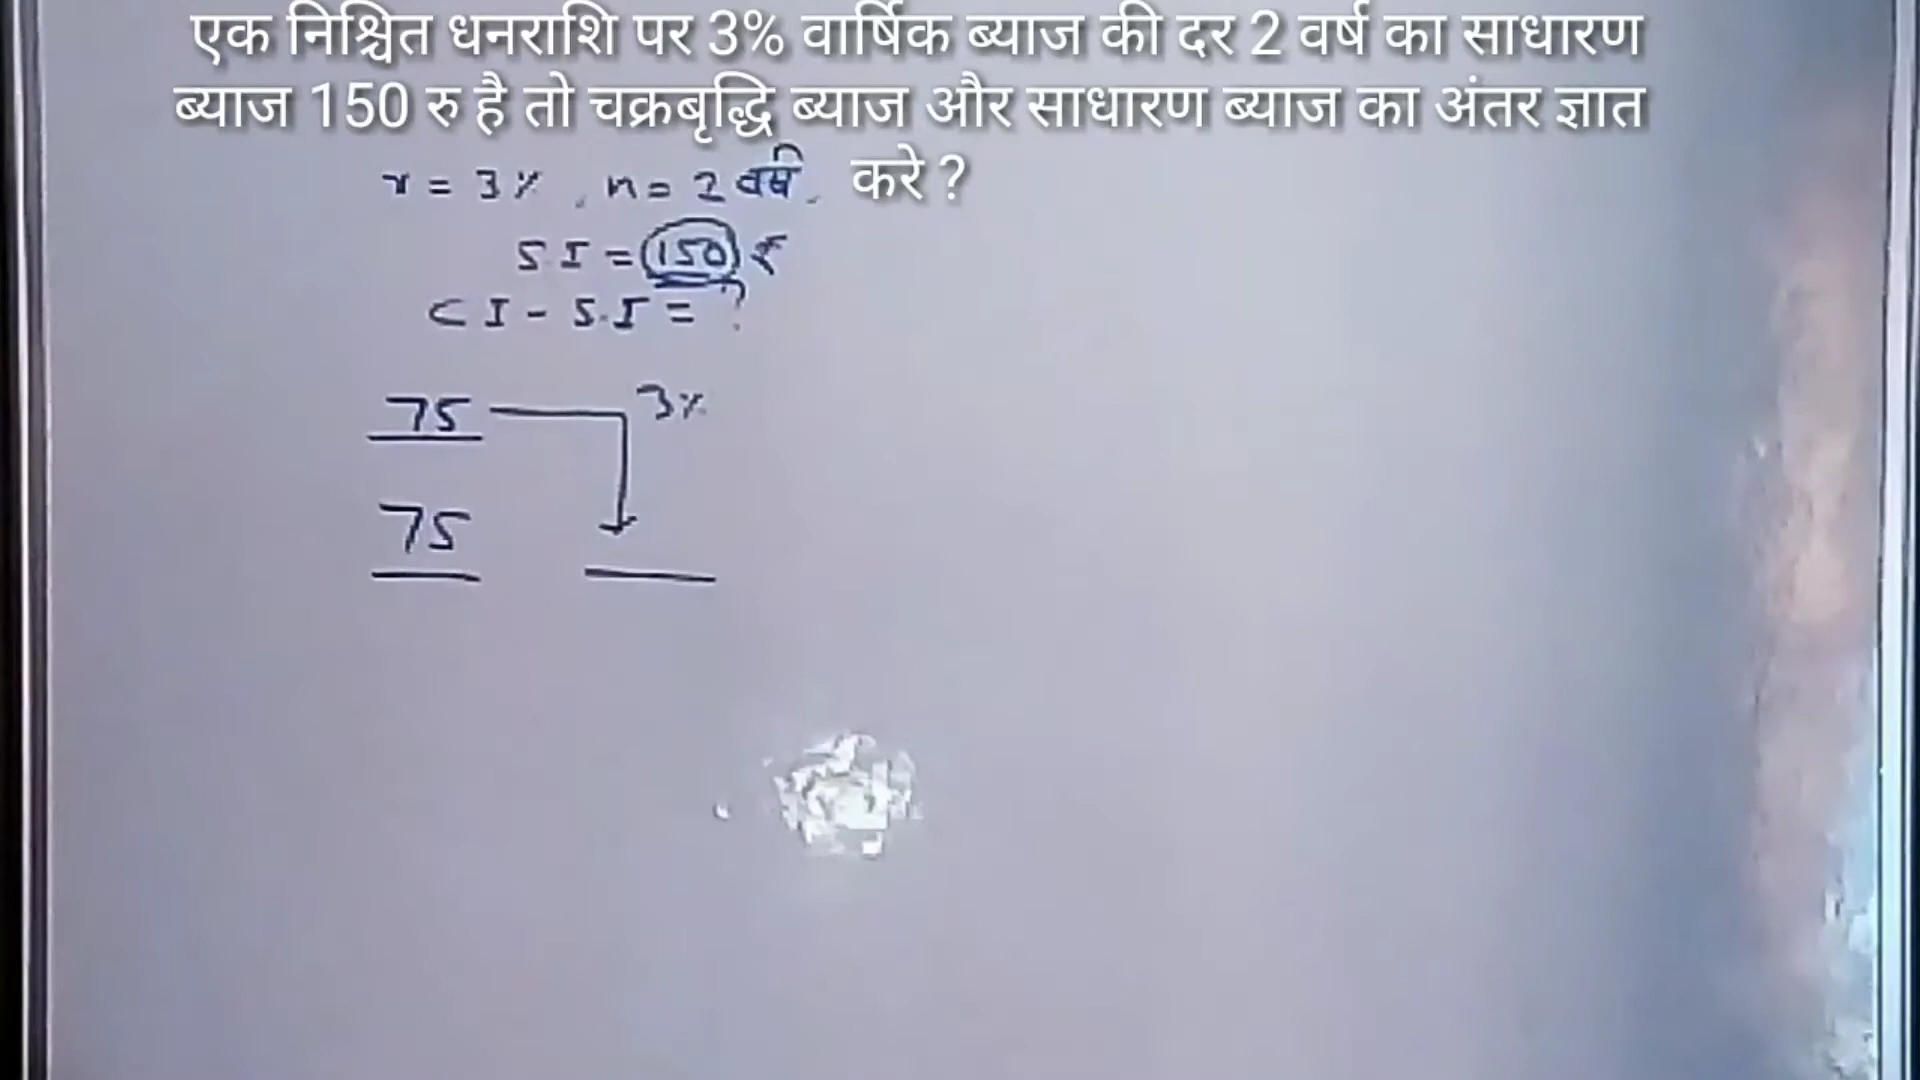 एक निश्चित धनराशि पर 3% वार्षिक ब्याज की दर 2 वर्ष का साधारण
ब्याज 150 रु है तो चक्रबृद्धि ब्याज और साधारण ब्याज का अंतर ज्ञात
करे ?
r = 3% , n = 2 वर्ष.
S.I = 150 ₹
CI - S.I = ?
75 3%
75